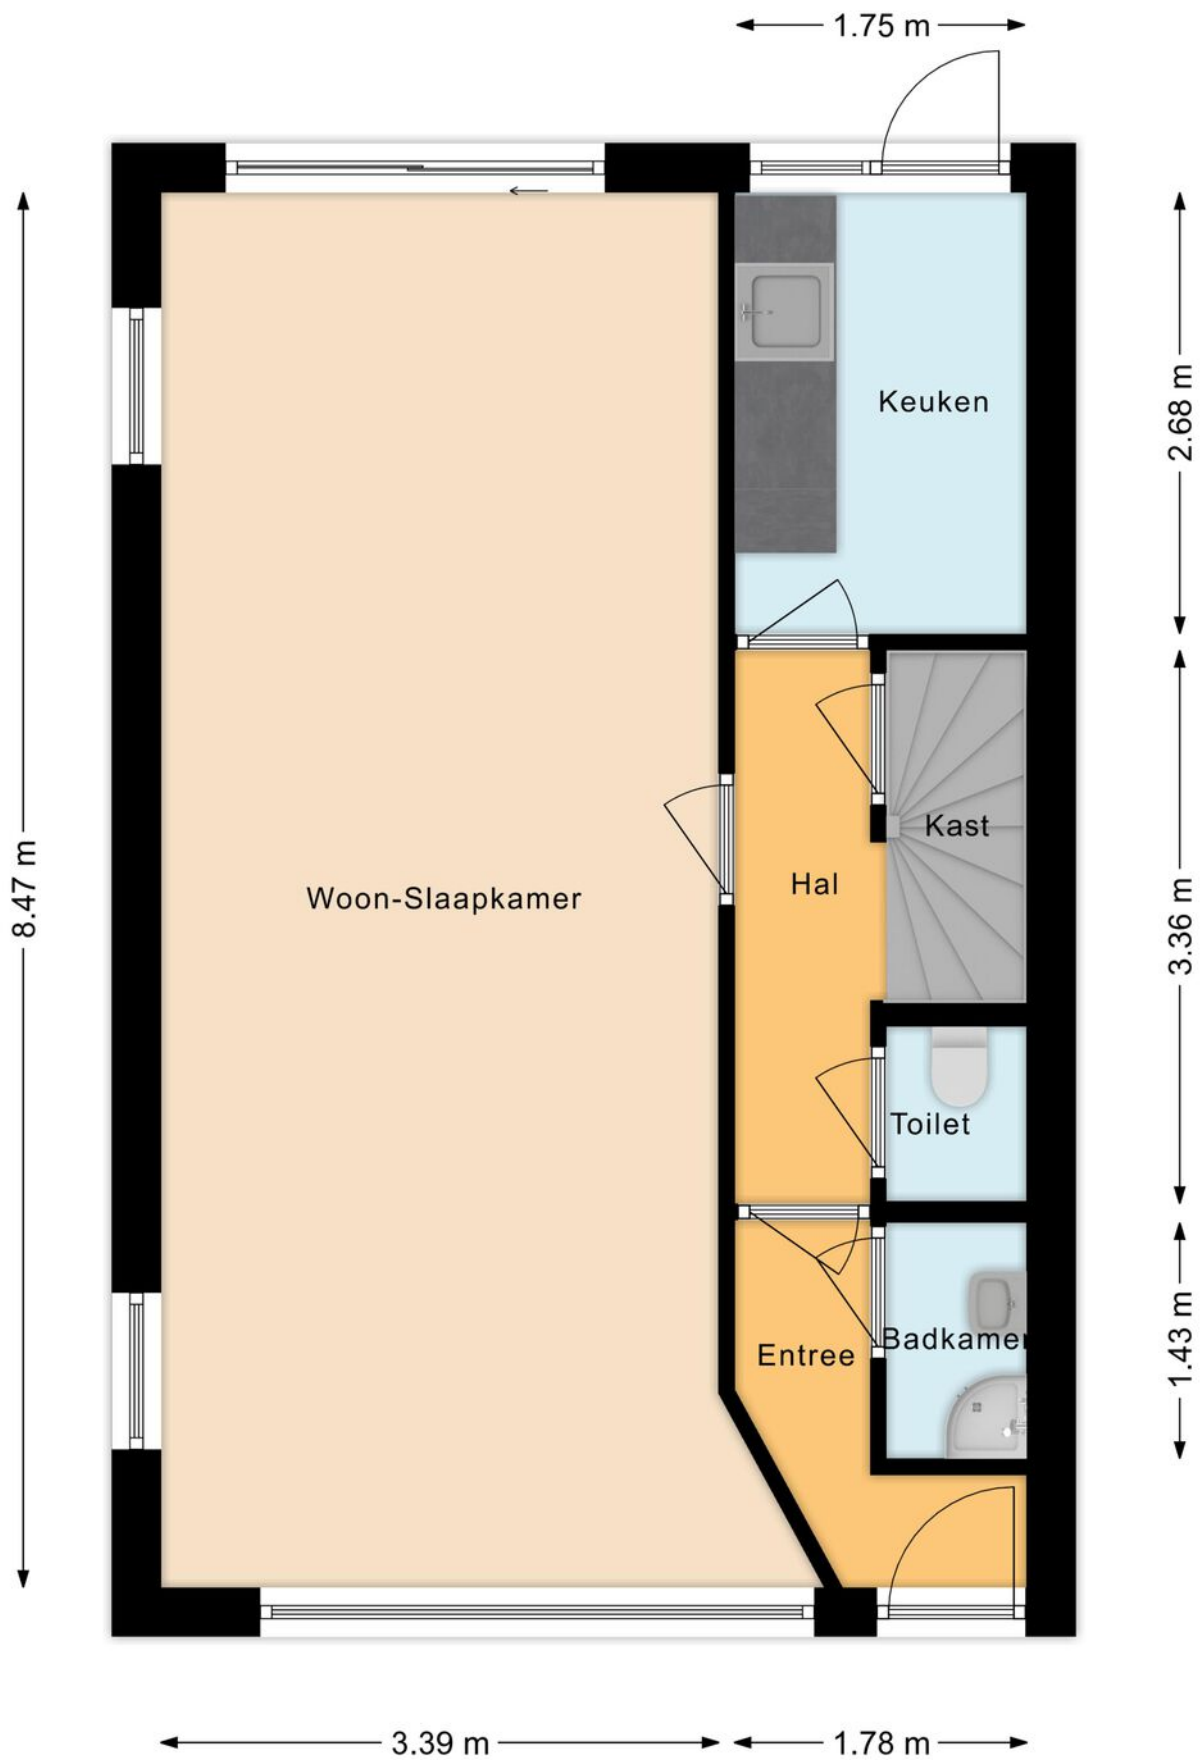 1.75 m
Keuken
2.68 m
Kast
Hal
Woon-Slaapkamer
8.47 m
3.36 m
Toilet
Badkamer
Entree
1.43 m
3.39 m
1.78 m